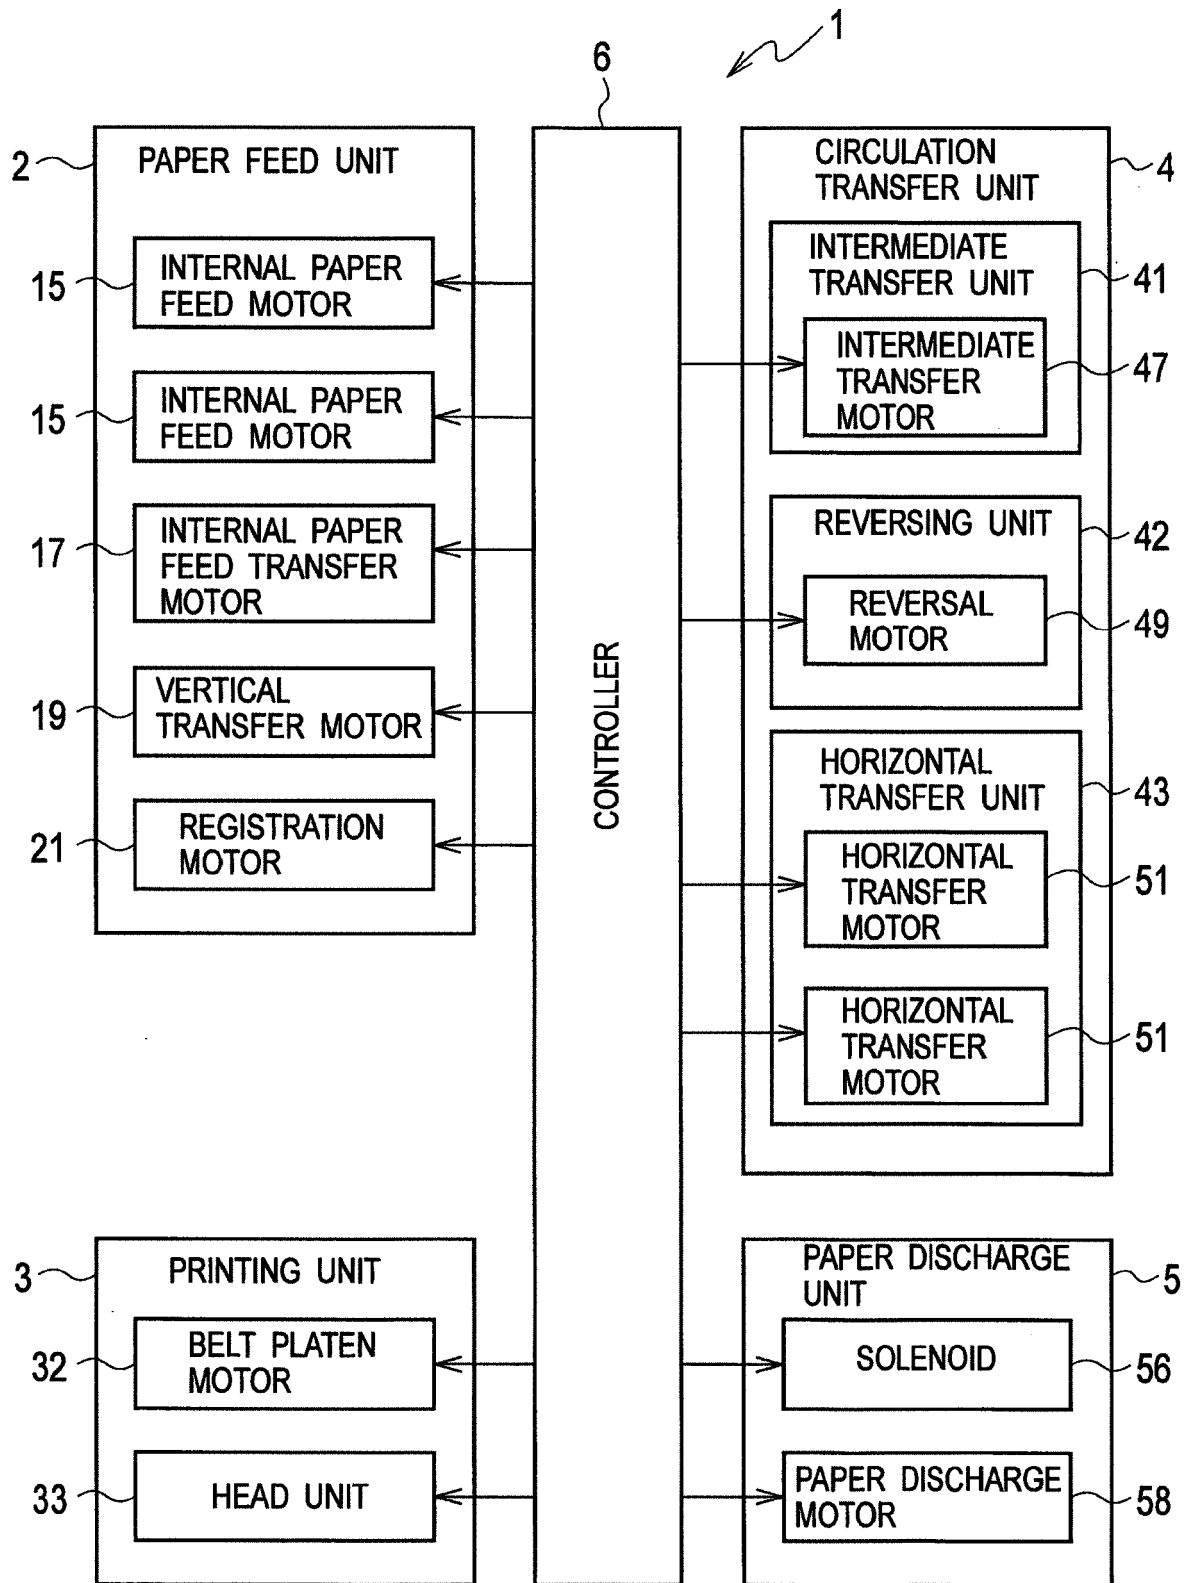 1
6
2
PAPER FEED UNIT
15
INTERNAL PAPER
FEED MOTOR
15
INTERNAL PAPER
FEED MOTOR
17
INTERNAL PAPER
FEED TRANSFER
MOTOR
19
VERTICAL
TRANSFER MOTOR
21
REGISTRATION
MOTOR
3
PRINTING UNIT
32
BELT PLATEN
MOTOR
33
HEAD UNIT
CONTROLLER
CIRCULATION
TRANSFER UNIT
4
INTERMEDIATE
TRANSFER UNIT
41
INTERMEDIATE
TRANSFER
MOTOR
47
REVERSING UNIT
42
REVERSAL
MOTOR
49
HORIZONTAL
TRANSFER UNIT
43
HORIZONTAL
TRANSFER
MOTOR
51
HORIZONTAL
TRANSFER
MOTOR
51
PAPER DISCHARGE
UNIT
5
SOLENOID
56
PAPER DISCHARGE
MOTOR
58